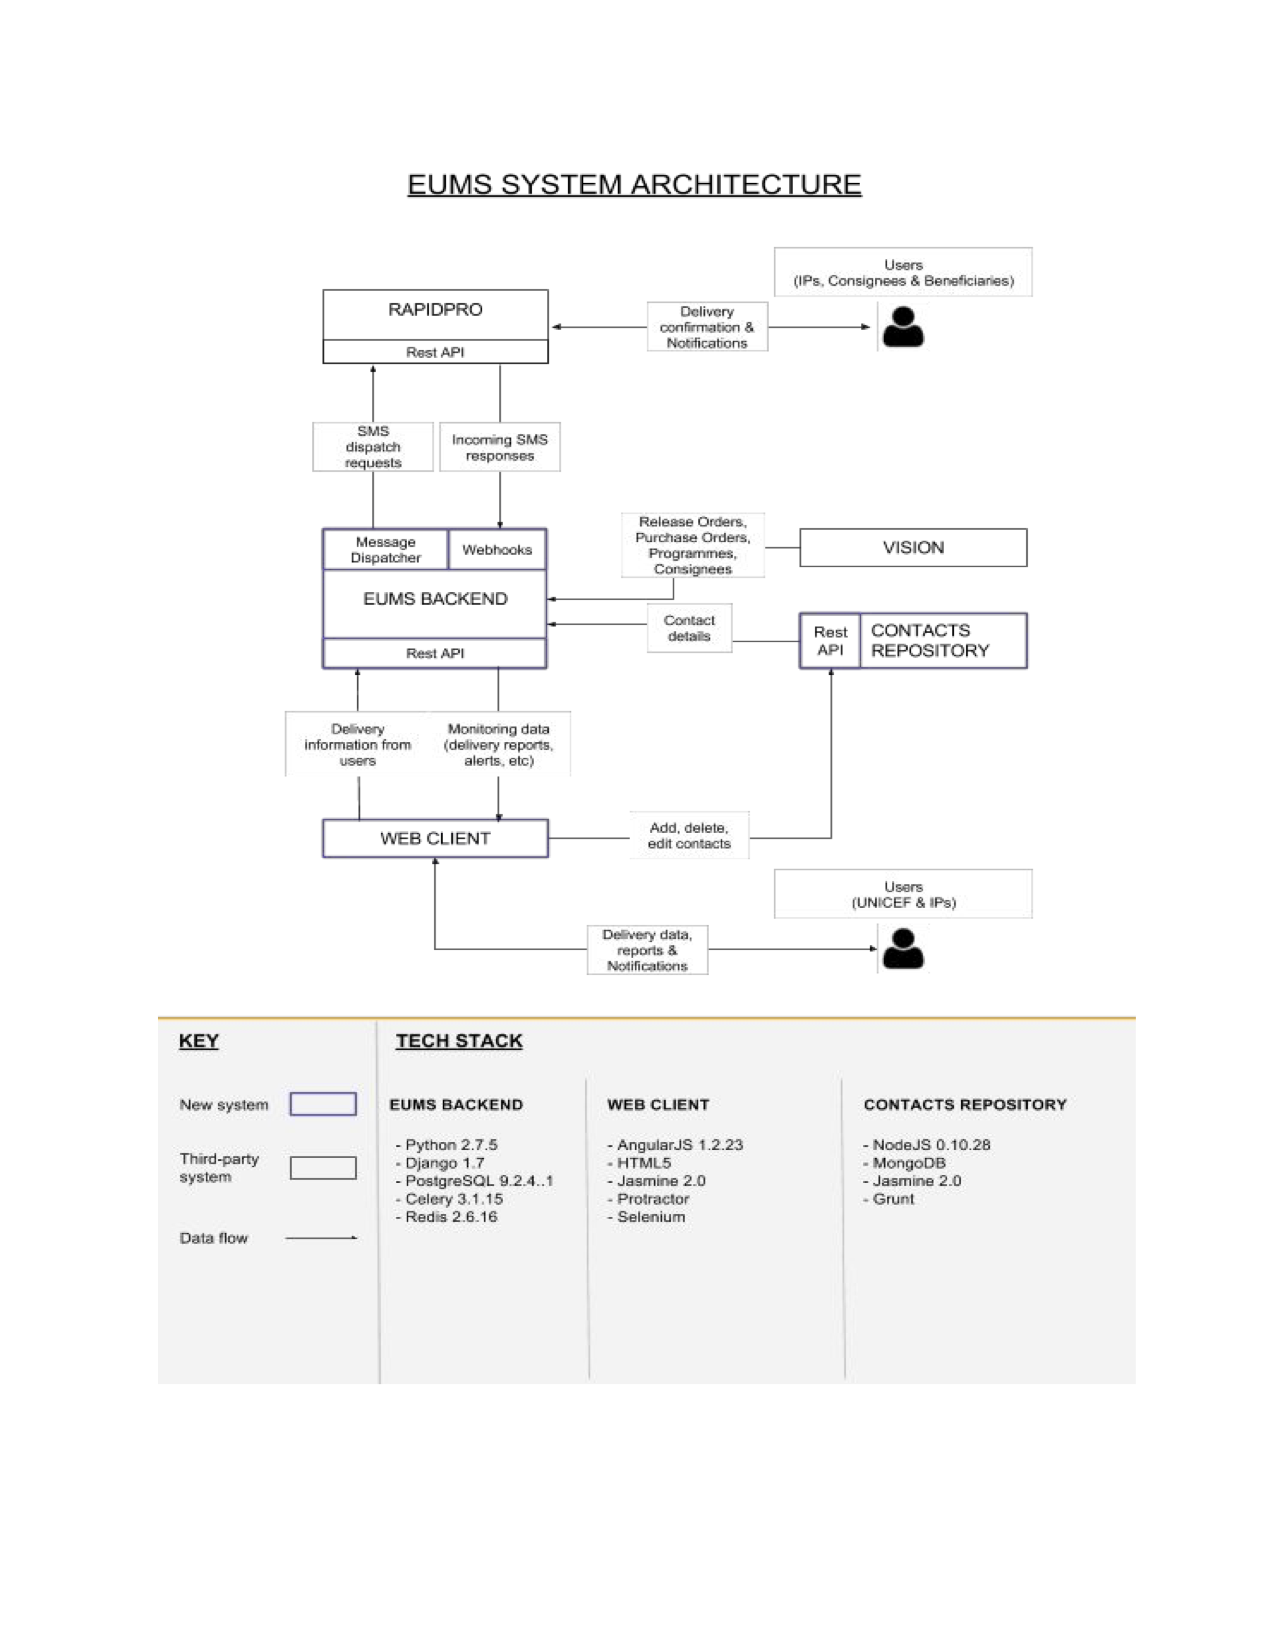 EUMS SYSTEM ARCHITECTURE
Users
(IPs, Consignees & Beneficiaries)
RAPIDPRO
Rest API
Delivery
confirmation &
Notifications
SMS
dispatch
requests
Incoming SMS
responses
Message
Dispatcher
Webhooks
EUMS BACKEND
Rest API
Release Orders,
Purchase Orders,
Programmes,
Consignees
VISION
Contact
details
Rest
API
CONTACTS
REPOSITORY
Delivery
information from
users
Monitoring data
(delivery reports,
alerts, etc)
WEB CLIENT
Add, delete,
edit contacts
Users
(UNICEF & IPs)
Delivery data,
reports &
Notifications
KEY
New system
Third-party
system
Data flow
TECH STACK
EUMS BACKEND
- Python 2.7.5
- Django 1.7
- PostgreSQL 9.2.4..1
- Celery 3.1.15
- Redis 2.6.16
WEB CLIENT
- AngularJS 1.2.23
- HTML5
- Jasmine 2.0
- Protractor
- Selenium
CONTACTS REPOSITORY
- NodeJS 0.10.28
- MongoDB
- Jasmine 2.0
- Grunt